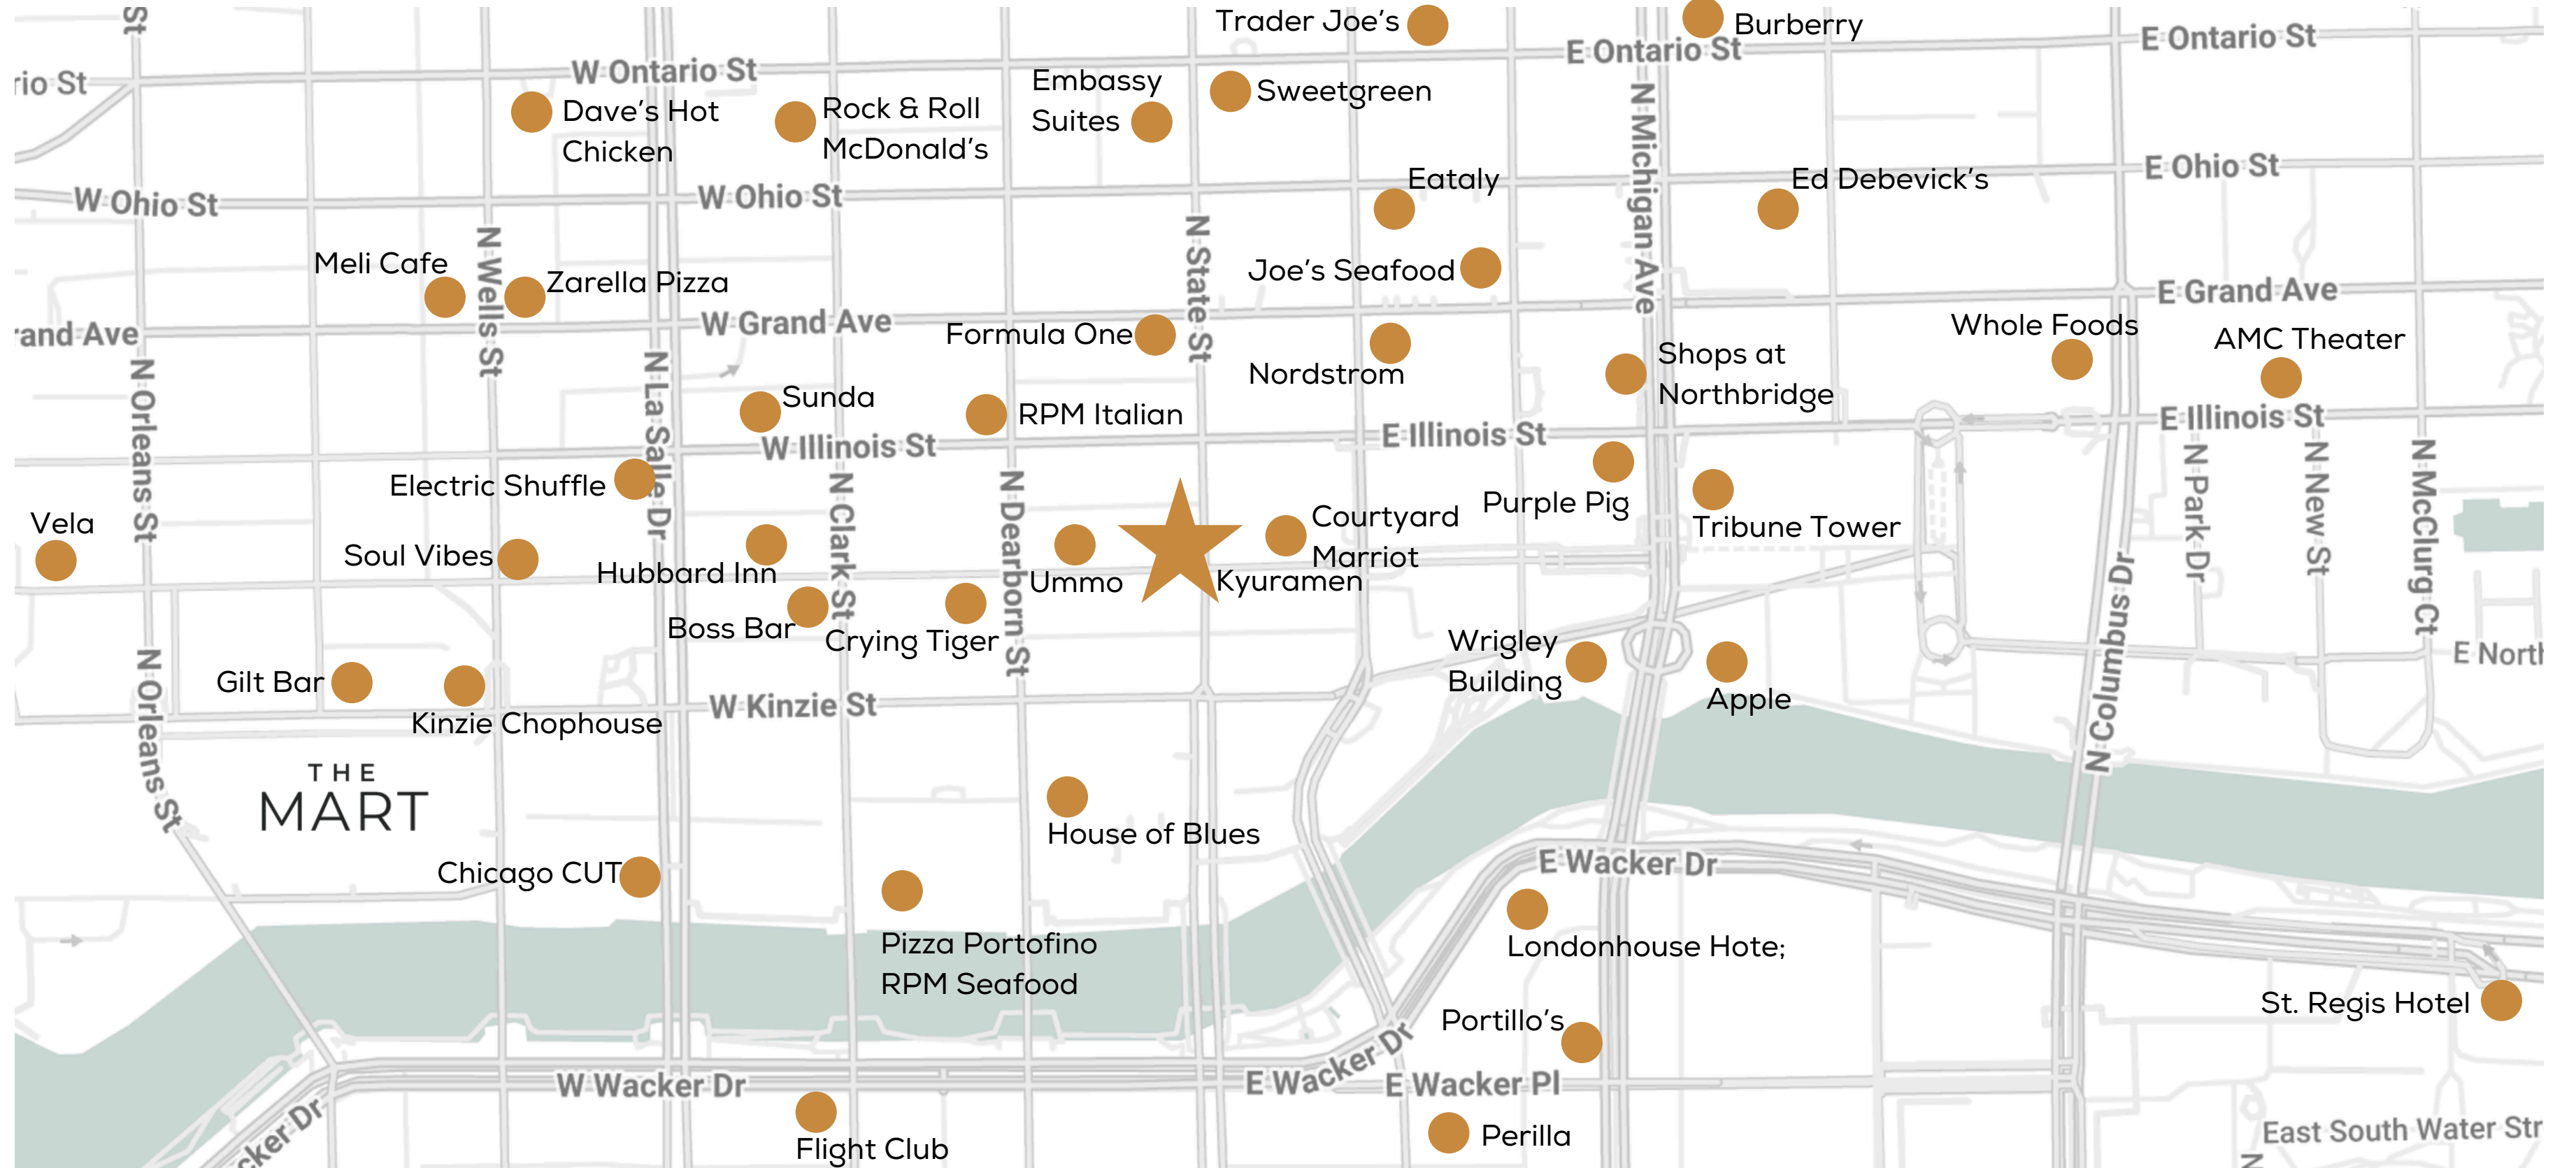 St
Trader Joe's
Burberry
rio St
W Ontario St
E Ontario St
E Ontario St
Embassy
Suites
Sweetgreen
Dave's Hot
Chicken
Rock & Roll
McDonald's
W Ohio St
W Ohio St
E Ohio St
Eataly
Ed Debevick's
N Michigan Ave
N State St
N Wells St
Meli Cafe
Zarella Pizza
Joe's Seafood
rand Ave
W Grand Ave
E Grand Ave
Formula One
Nordstrom
Shops at
Northbridge
Whole Foods
AMC Theater
N Orleans St
N La Salle Dr
Sunda
RPM Italian
W Illinois St
E Illinois St
E Illinois St
Electric Shuffle
Purple Pig
Tribune Tower
N Clark St
N Dearborn St
N Park Dr
N New St
N McClurg Ct
Vela
Soul Vibes
Hubbard Inn
Ummo
Courtyard
Marriot
Kyuramen
Boss Bar
Crying Tiger
N Columbus Dr
Wrigley
Building
Apple
E North
N Orleans St
Gilt Bar
Kinzie Chophouse
W Kinzie St
THE
MART
House of Blues
Chicago CUT
E Wacker Dr
Pizza Portofino
RPM Seafood
Londonhouse Hote;
St. Regis Hotel
Portillo's
W Wacker Dr
E Wacker Dr
E Wacker Pl
cker Dr
Flight Club
Perilla
East South Water Str
N